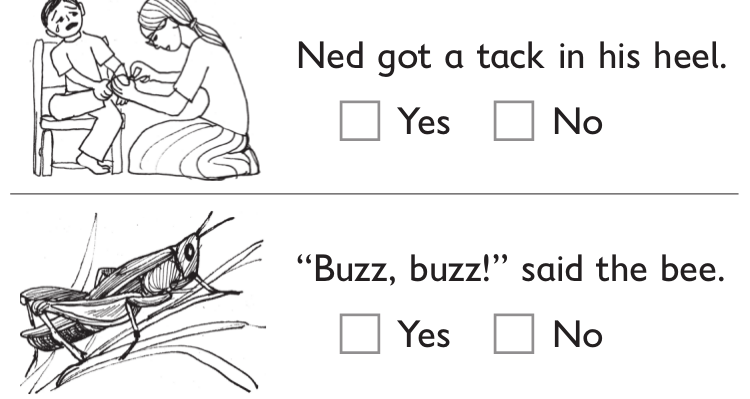 Ned got a tack in his heel.
Yes No
“Buzz, buzz!” said the bee.
Yes No